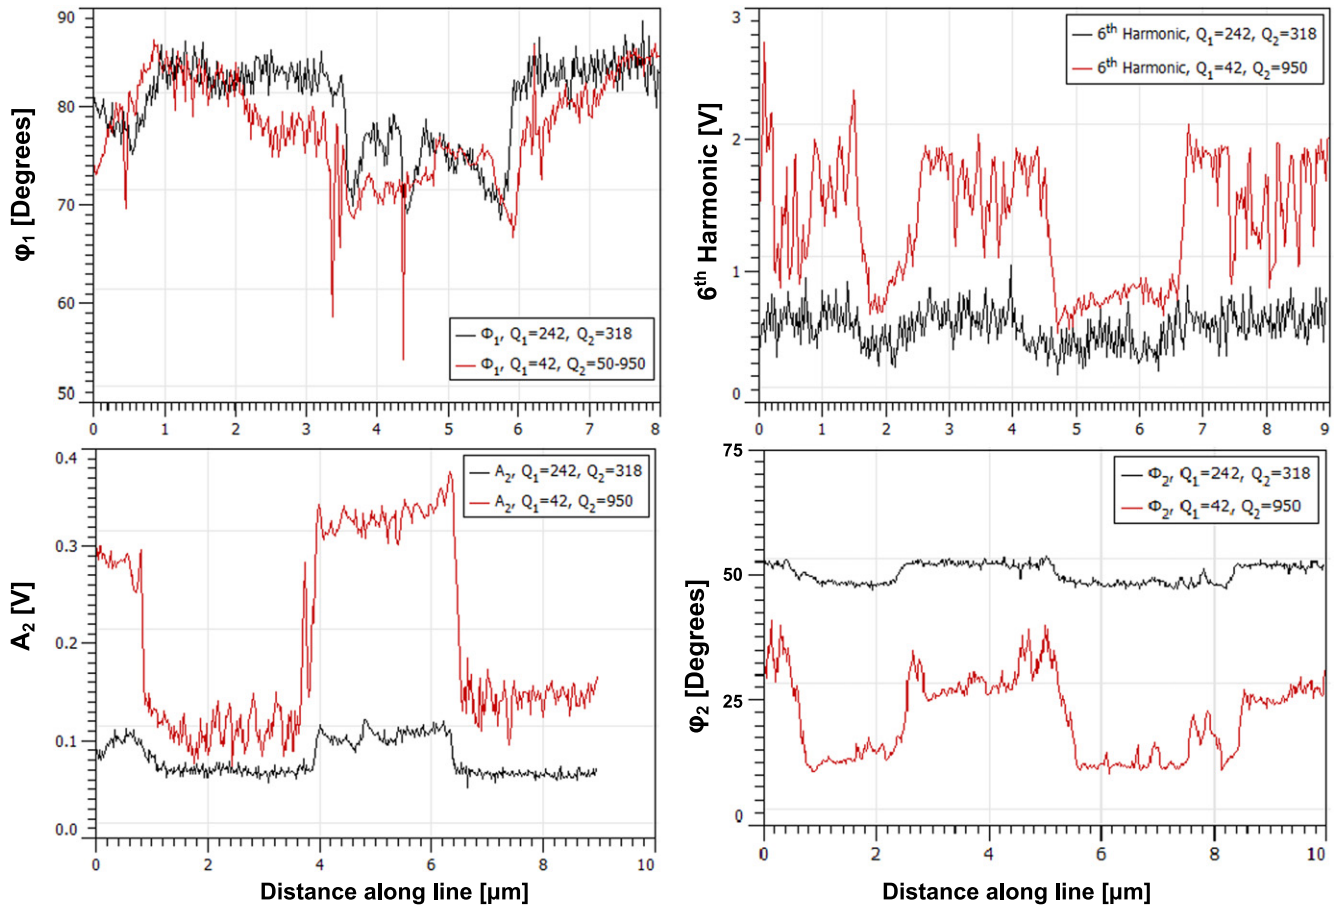 φ1 [Degrees]
90
80
70
60
50
Φ1, Q1=242, Q2=318
Φ1, Q1=42, Q2=50-950
0 1 2 3 4 5 6 7 8
6th Harmonic [V]
3
2
1
0
6th Harmonic, Q1=242, Q2=318
6th Harmonic, Q1=42, Q2=950
0 1 2 3 4 5 6 7 8 9
A2 [V]
0.4
0.3
0.2
0.1
0.0
A2, Q1=242, Q2=318
A2, Q1=42, Q2=950
0 2 4 6 8 10
Distance along line [µm]
φ2 [Degrees]
75
50
25
0
Φ2, Q1=242, Q2=318
Φ2, Q1=42, Q2=950
0 2 4 6 8 10
Distance along line [µm]